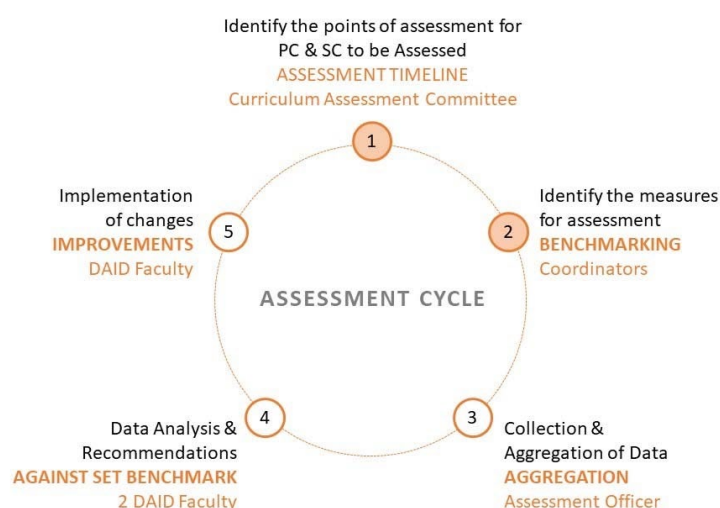 Identify the points of assessment for
PC & SC to be Assessed
ASSESSMENT TIMELINE
Curriculum Assessment Committee
1
Identify the measures
for assessment
BENCHMARKING
Coordinators
2
Collection &
Aggregation of Data
AGGREGATION
Assessment Officer
3
Data Analysis &
Recommendations
AGAINST SET BENCHMARK
2 DAID Faculty
4
Implementation
of changes
IMPROVEMENTS
DAID Faculty
5
ASSESSMENT CYCLE